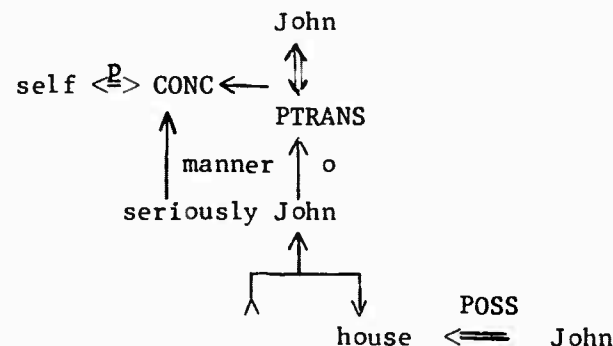 John
self <=> P CONC
PTRANS
manner o
seriously John
POSS
house John